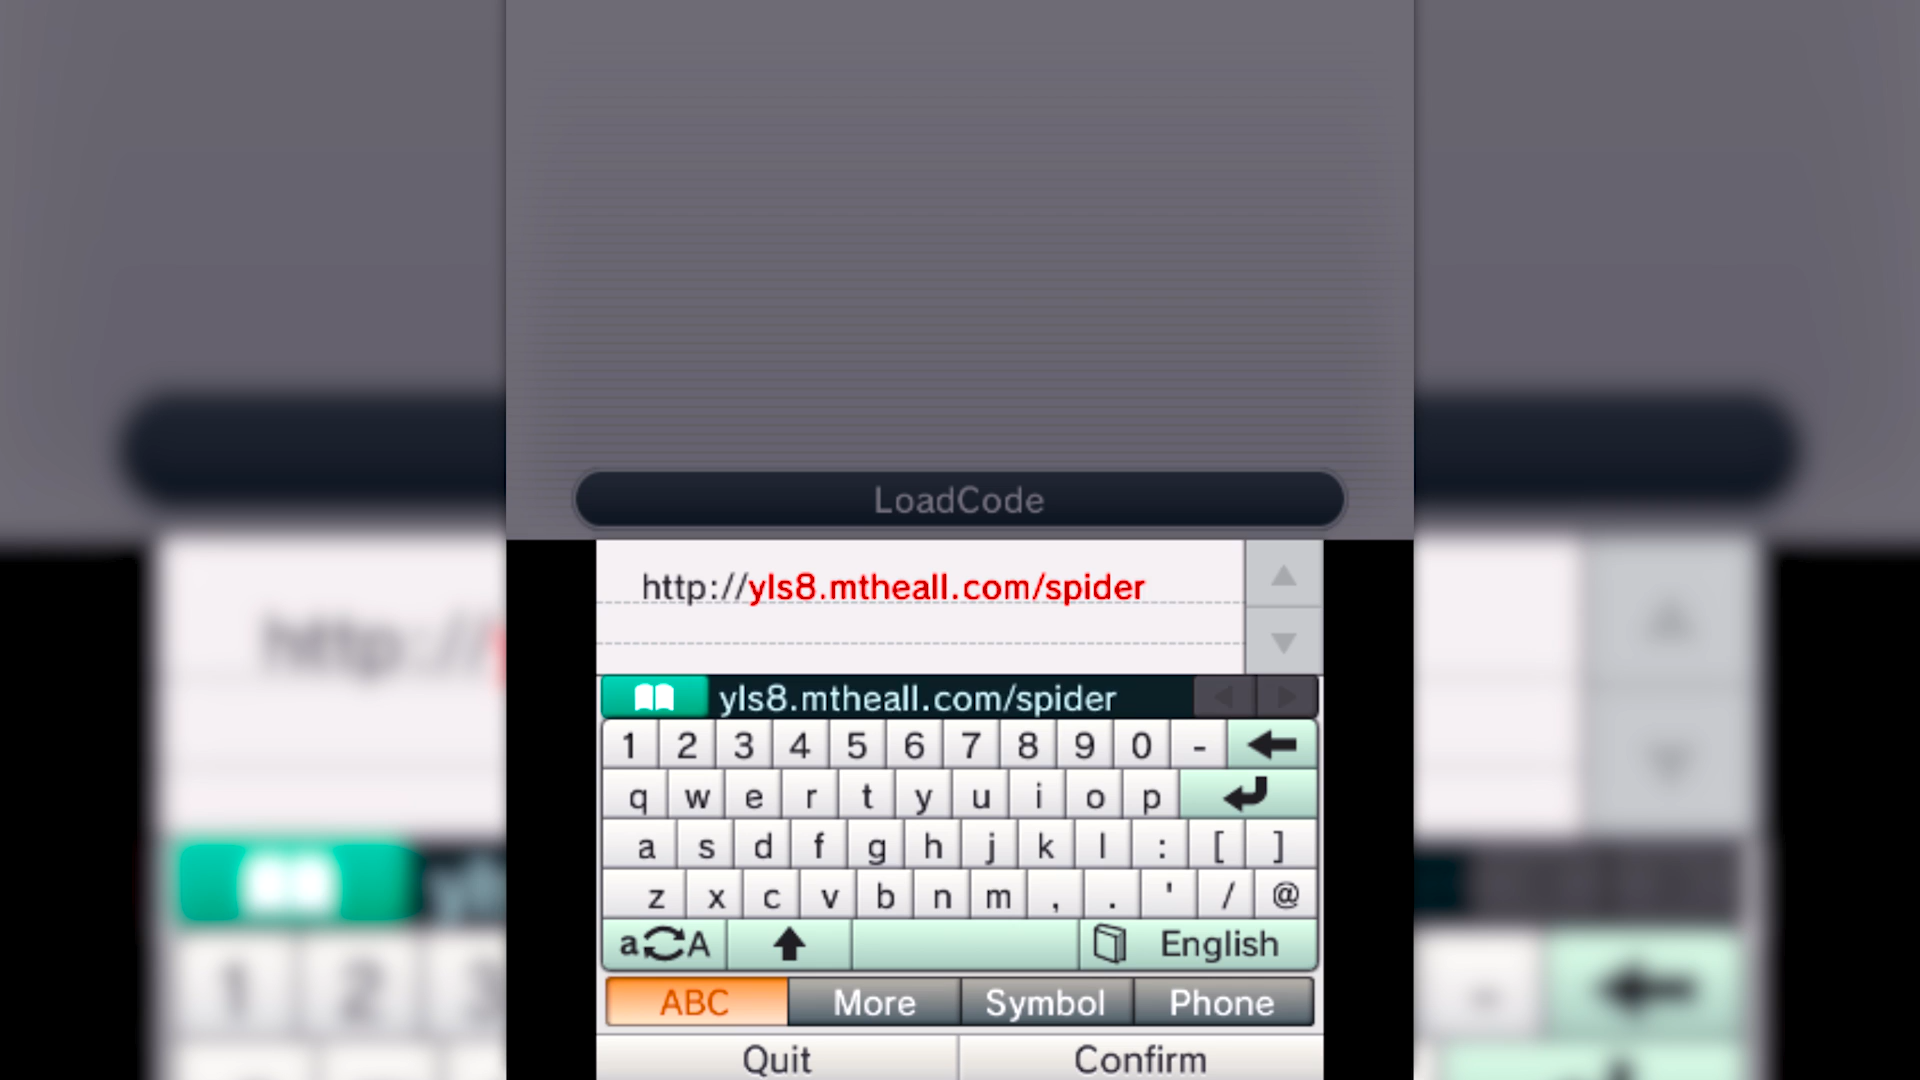 LoadCode
http://yls8.mtheall.com/spider
yls8.mtheall.com/spider
1 2 3 4 5 6 7 8 9 0 -
q w e r t y u i o p
a s d f g h j k l : [ ]
z x c v b n m , . ' / @
a A English
ABC More Symbol Phone
Quit Confirm